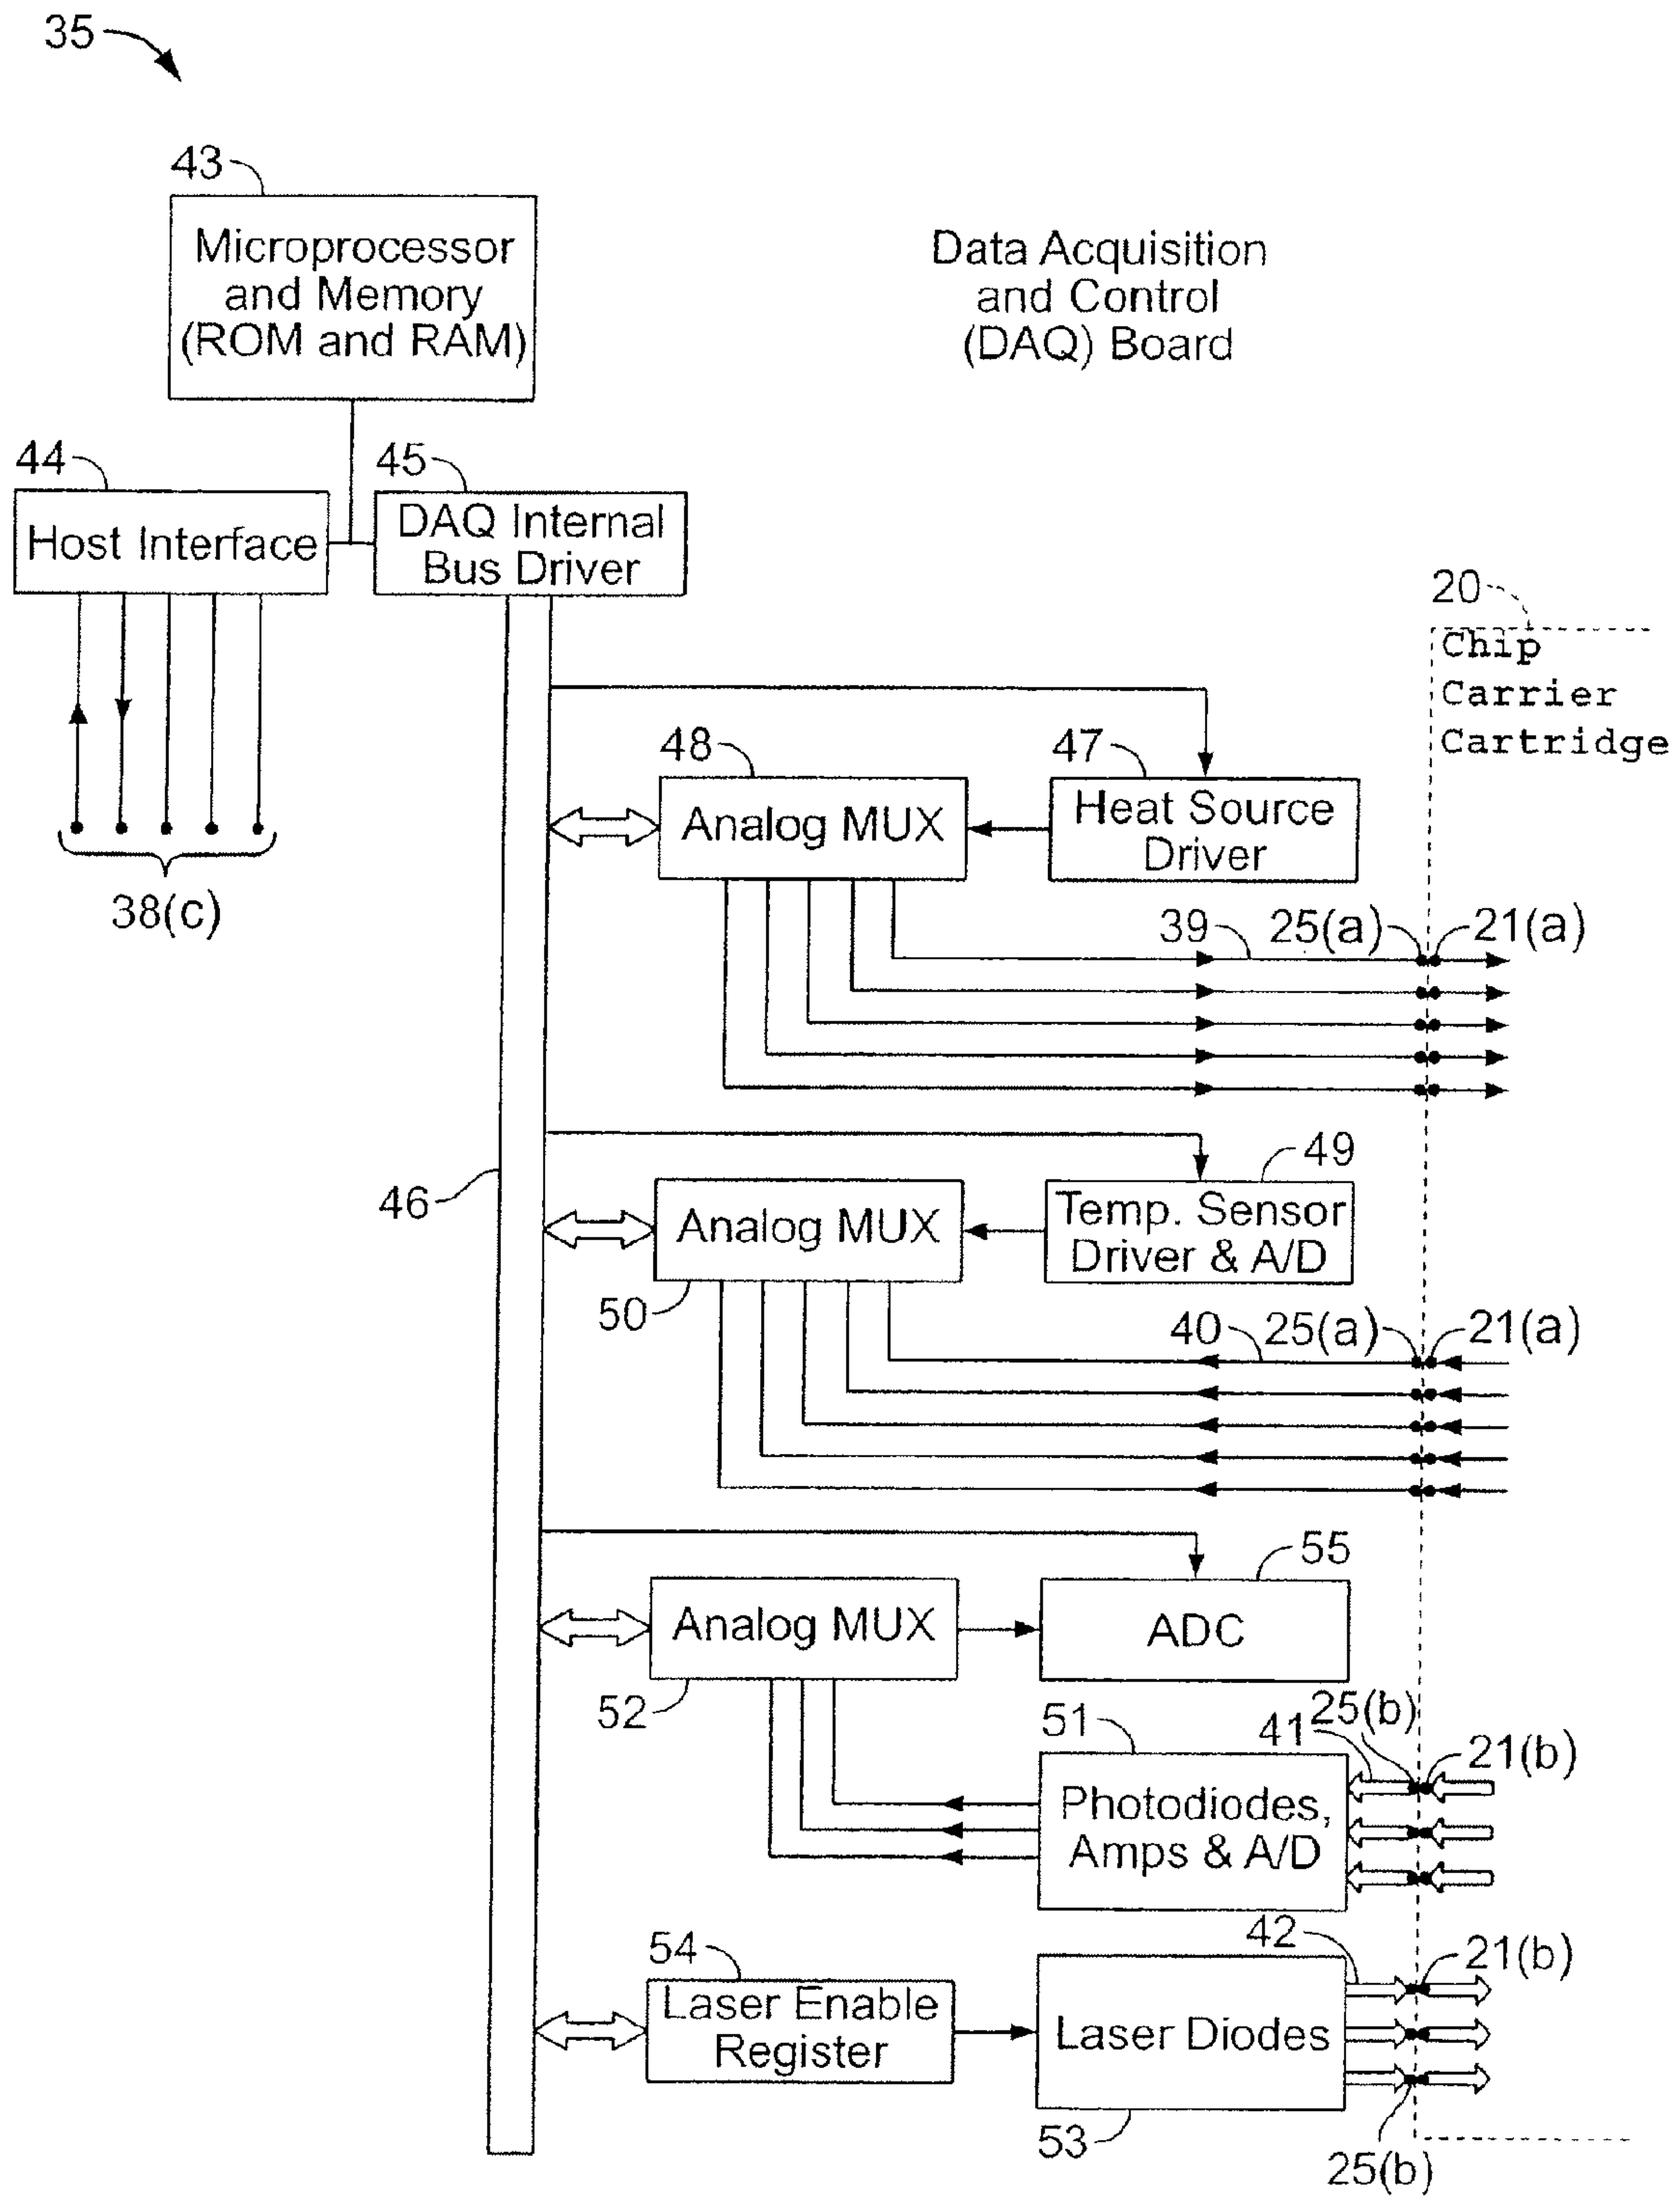 35
43
Microprocessor
and Memory
(ROM and RAM)
Data Acquisition
and Control
(DAQ) Board
44
Host Interface
45
DAQ Internal
Bus Driver
38(c)
20
Chip
Carrier
Cartridge
48
Analog MUX
47
Heat Source
Driver
39
25(a)
21(a)
46
49
Analog MUX
Temp. Sensor
Driver & A/D
50
40
25(a)
21(a)
55
Analog MUX
ADC
52
51
41
25(b)
21(b)
Photodiodes,
Amps & A/D
54
Laser Enable
Register
42
21(b)
Laser Diodes
53
25(b)